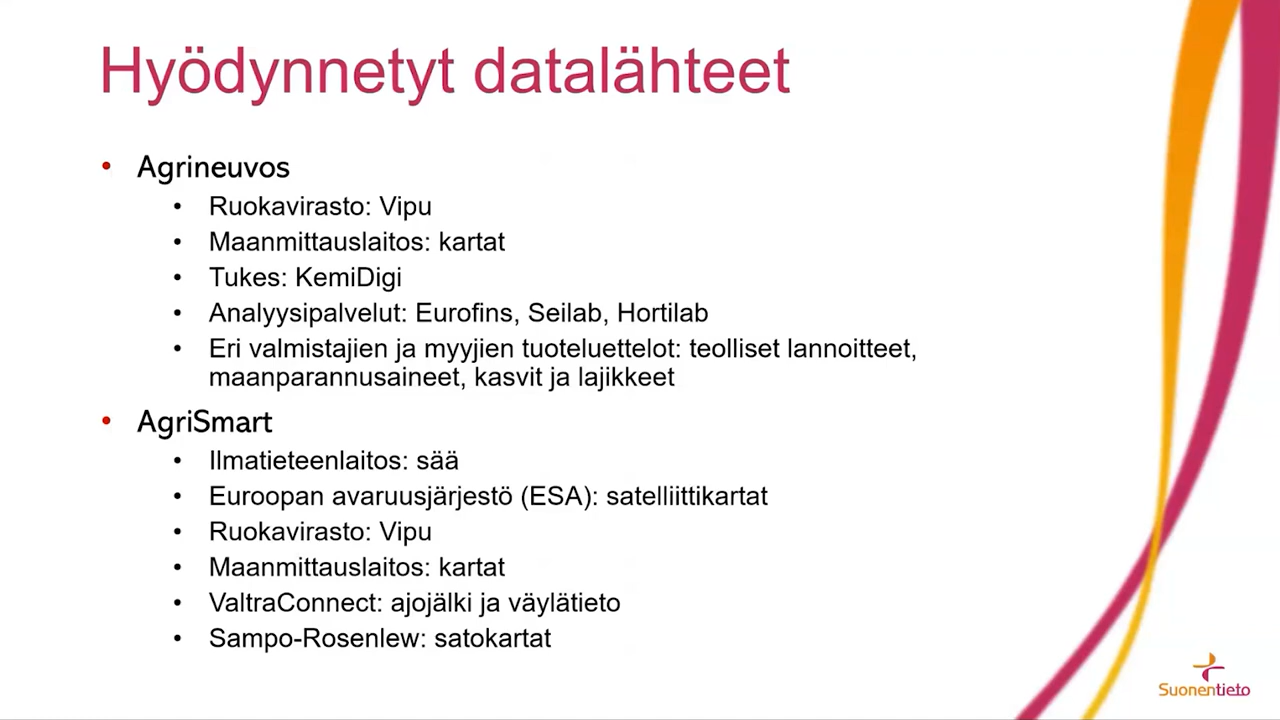 Hyödynnetyt datalähteet
• Agrineuvos
• Ruokavirasto: Vipu
• Maanmittauslaitos: kartat
• Tukes: KemiDigi
• Analyysipalvelut: Eurofins, Seilab, Hortilab
• Eri valmistajien ja myyjien tuoteluettelot: teolliset lannoitteet,
maanparannusaineet, kasvit ja lajikkeet
• AgriSmart
• Ilmatieteenlaitos: sää
• Euroopan avaruusjärjestö (ESA): satelliittikartat
• Ruokavirasto: Vipu
• Maanmittauslaitos: kartat
• ValtraConnect: ajojälki ja väylätieto
• Sampo-Rosenlew: satokartat
Suonentieto